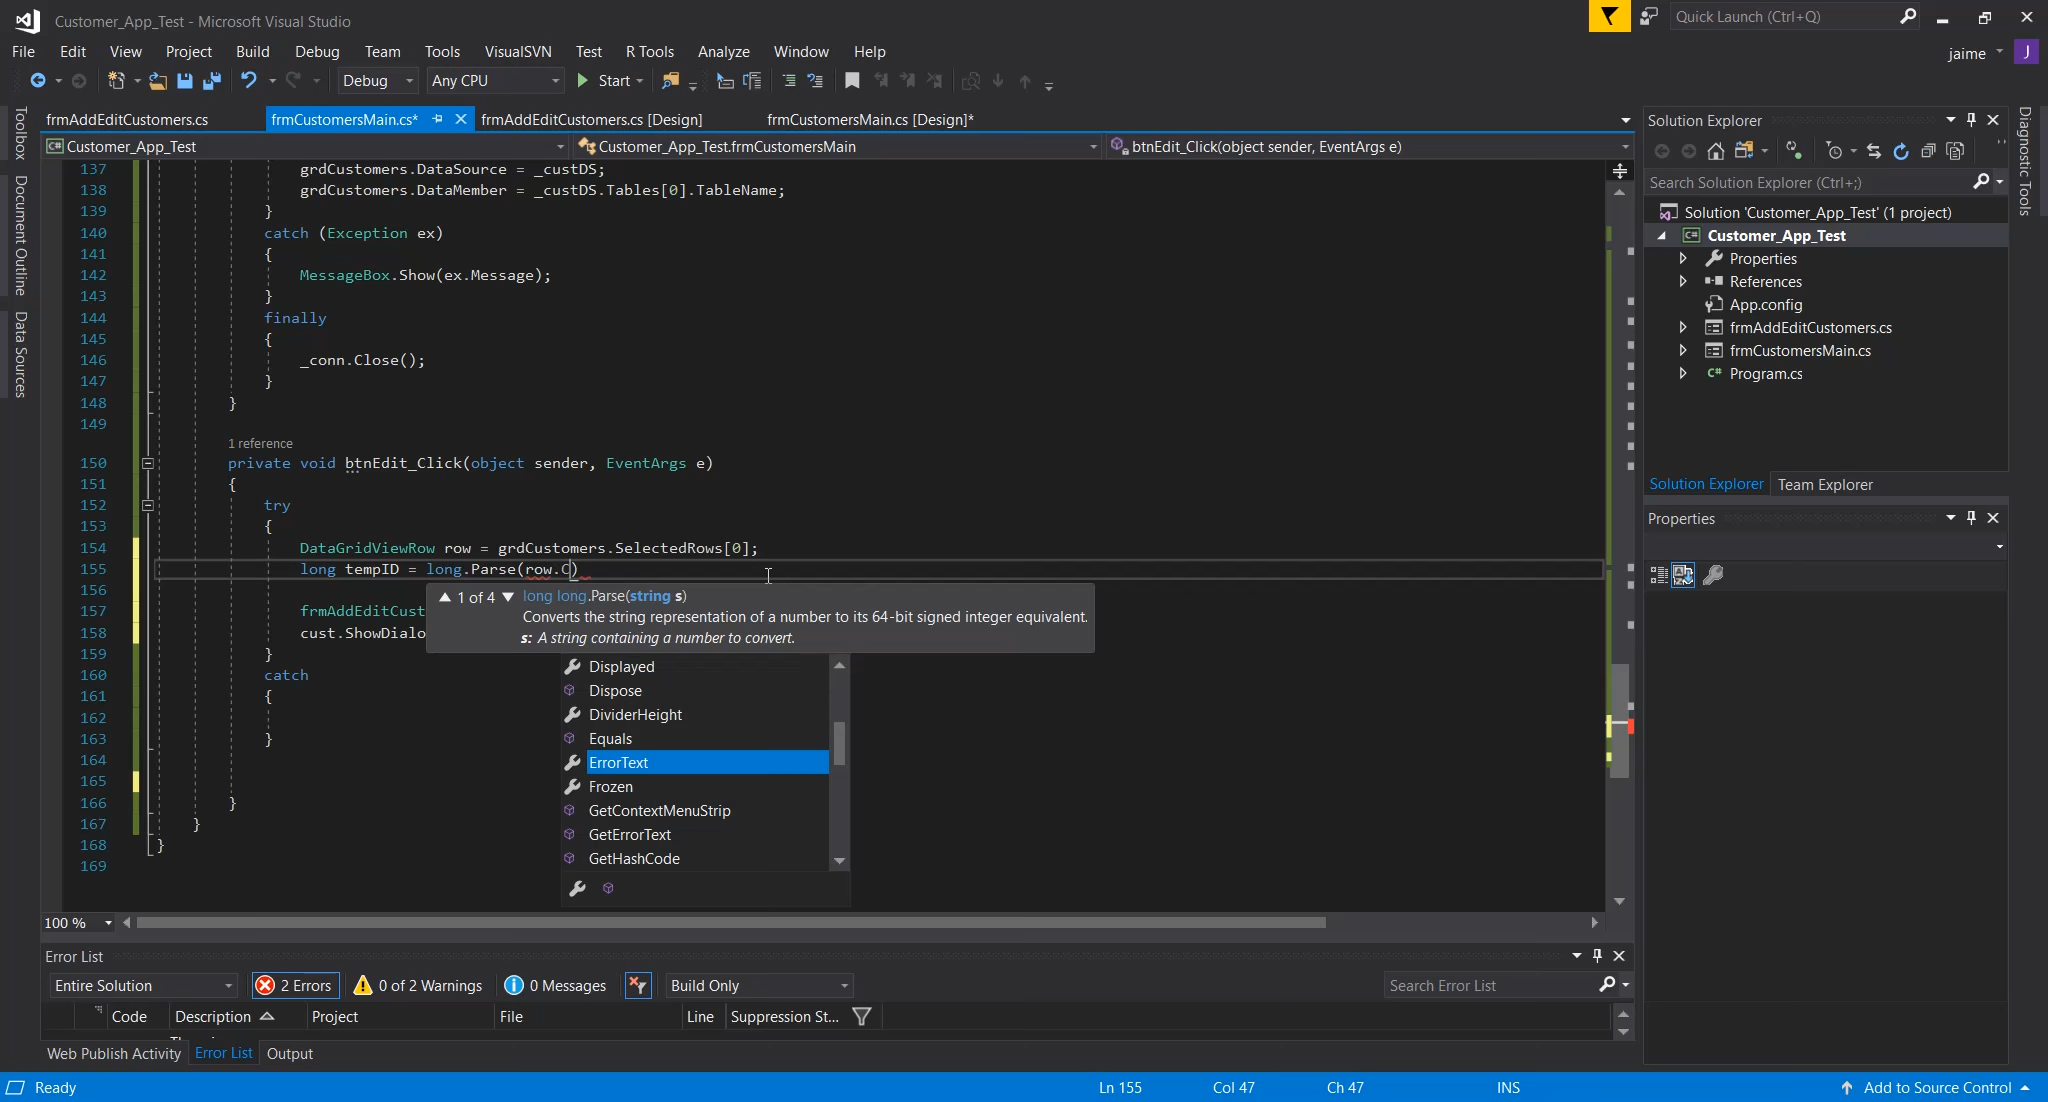 Customer_App_Test - Microsoft Visual Studio
Quick Launch (Ctrl+Q)
File Edit View Project Build Debug Team Tools VisualSVN Test R Tools Analyze Window Help
jaime J
Debug Any CPU Start
Toolbox
Document Outline
Data Sources
frmAddEditCustomers.cs frmCustomersMain.cs* frmAddEditCustomers.cs [Design] frmCustomersMain.cs [Design]*
C# Customer_App_Test Customer_App_Test.frmCustomersMain btnEdit_Click(object sender, EventArgs e)
137 grdCustomers.DataSource = _custDS;
138 grdCustomers.DataMember = _custDS.Tables[0].TableName;
139 }
140 catch (Exception ex)
141 {
142 MessageBox.Show(ex.Message);
143 }
144 finally
145 {
146 _conn.Close();
147 }
148 }
149
1 reference
150 private void btnEdit_Click(object sender, EventArgs e)
151 {
152 try
153 {
154 DataGridViewRow row = grdCustomers.SelectedRows[0];
155 long tempID = long.Parse(row.C)
156
157 frmAddEditCust
158 cust.ShowDialo
159 }
160 catch
161 {
162
163 }
164
165
166 }
167 }
168 }
169
1 of 4 long long.Parse(string s)
Converts the string representation of a number to its 64-bit signed integer equivalent.
s: A string containing a number to convert.
Displayed
Dispose
DividerHeight
Equals
ErrorText
Frozen
GetContextMenuStrip
GetErrorText
GetHashCode
100 %
Error List
Entire Solution 2 Errors 0 of 2 Warnings 0 Messages Build Only Search Error List
Code Description Project File Line Suppression St...
Web Publish Activity Error List Output
Solution Explorer
Search Solution Explorer (Ctrl+;)
Solution 'Customer_App_Test' (1 project)
C# Customer_App_Test
Properties
References
App.config
frmAddEditCustomers.cs
frmCustomersMain.cs
C# Program.cs
Solution Explorer Team Explorer
Properties
Diagnostic Tools
Ready Ln 155 Col 47 Ch 47 INS Add to Source Control